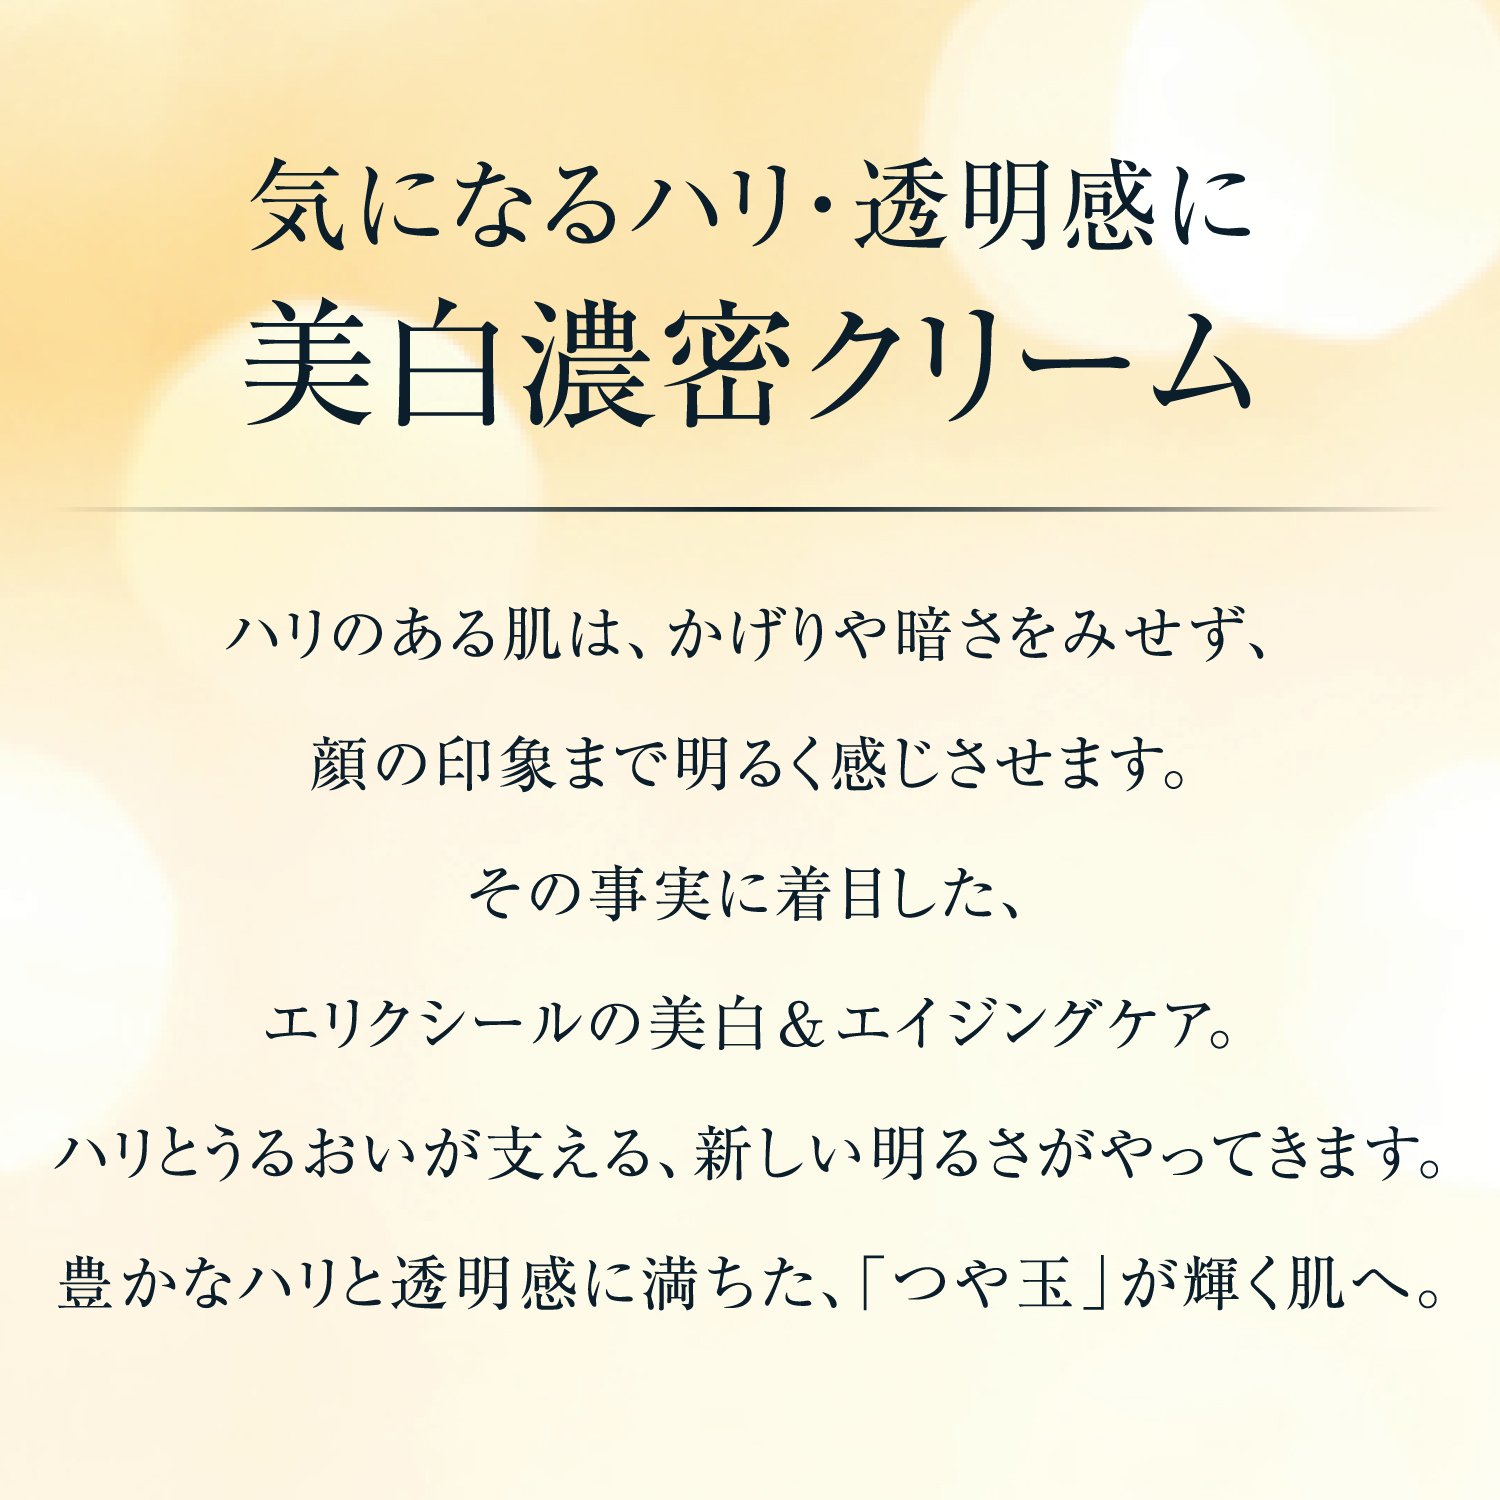 気になるハリ・透明感に
美白濃密クリーム
ハリのある肌は、かげりや暗さをみせず、
顔の印象まで明るく感じさせます。
その事実に着目した、
エリクシールの美白&エイジングケア。
ハリとうるおいが支える、新しい明るさがやってきます。
豊かなハリと透明感に満ちた、「つや玉」が輝く肌へ。